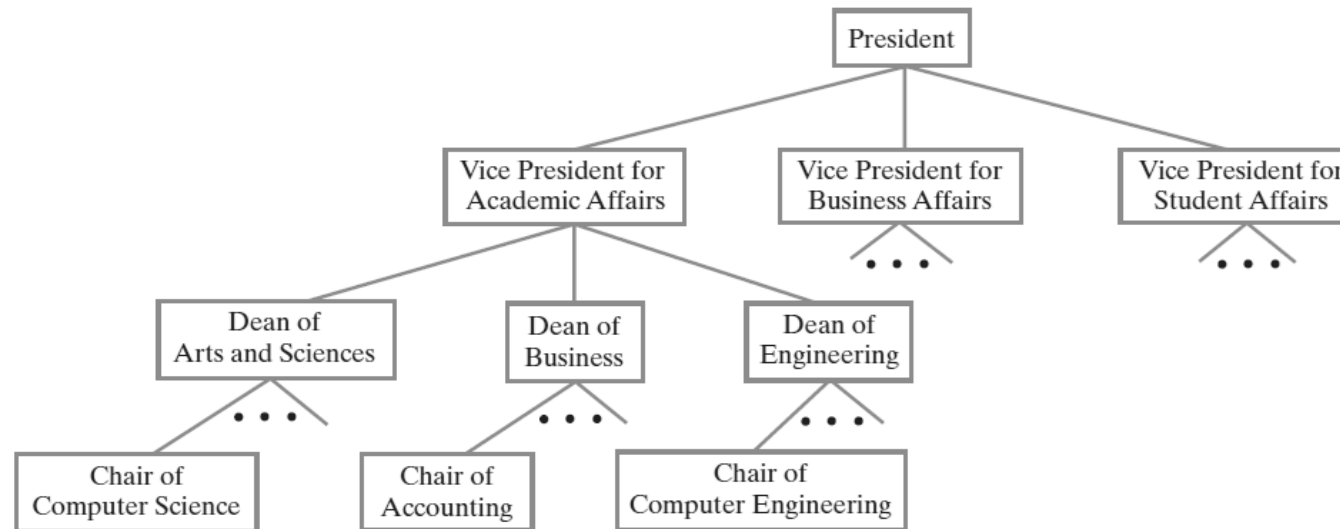 President
Vice President for
Academic Affairs
Vice President for
Business Affairs
Vice President for
Student Affairs
Dean of
Arts and Sciences
Dean of
Business
Dean of
Engineering
Chair of
Computer Science
Chair of
Accounting
Chair of
Computer Engineering